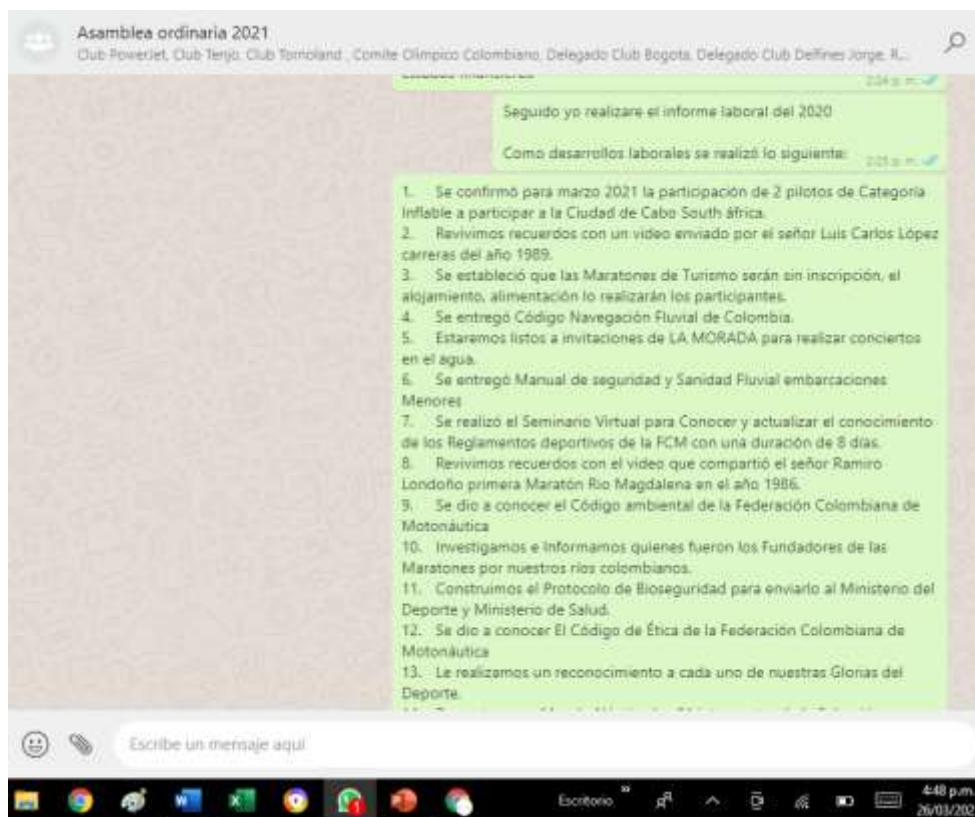 Asamblea ordinaria 2021
Club PowerJet, Club Tenjo, Club Tornoland , Comite Olimpico Colombiano, Delegado Club Bogota, Delegado Club Delfines Jorge, R...
2:04 p. m.
Seguido yo realizare el informe laboral del 2020
Como desarrollos laborales se realizó lo siguiente:
2:05 p. m.
1. Se confirmó para marzo 2021 la participación de 2 pilotos de Categoría
Inflable a participar a la Ciudad de Cabo South áfrica.
2. Revivimos recuerdos con un video enviado por el señor Luis Carlos López
carreras del año 1989.
3. Se estableció que las Maratones de Turismo serán sin inscripción, el
alojamiento, alimentación lo realizarán los participantes.
4. Se entregó Código Navegación Fluvial de Colombia.
5. Estaremos listos a invitaciones de LA MORADA para realizar conciertos
en el agua.
6. Se entregó Manual de seguridad y Sanidad Fluvial embarcaciones
Menores
7. Se realizó el Seminario Virtual para Conocer y actualizar el conocimiento
de los Reglamentos deportivos de la FCM con una duración de 8 días.
8. Revivimos recuerdos con el video que compartió el señor Ramiro
Londoño primera Maratón Rio Magdalena en el año 1986.
9. Se dio a conocer el Código ambiental de la Federación Colombiana de
Motonáutica
10. Investigamos e Informamos quienes fueron los Fundadores de las
Maratones por nuestros ríos colombianos.
11. Construimos el Protocolo de Bioseguridad para enviarlo al Ministerio del
Deporte y Ministerio de Salud.
12. Se dio a conocer El Código de Ética de la Federación Colombiana de
Motonáutica
13. Le realizamos un reconocimiento a cada uno de nuestras Glorias del
Deporte.
Escribe un mensaje aquí
Escritorio
4:48 p.m.
26/03/202